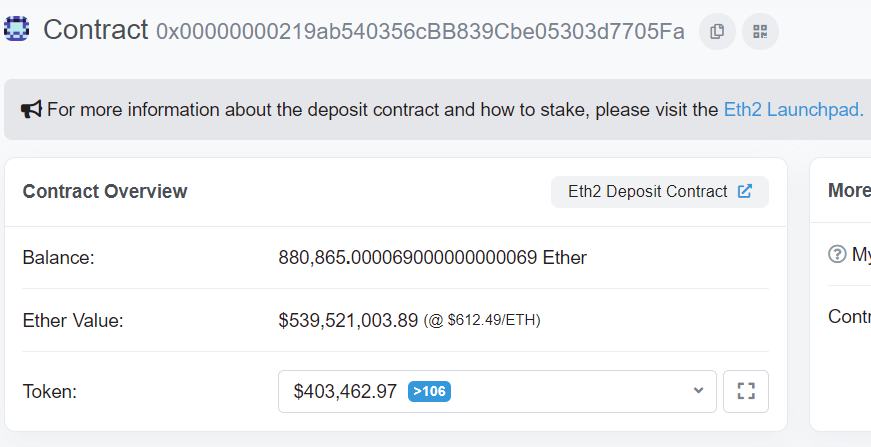 Contract 0x00000000219ab540356cBB839Cbe05303d7705Fa
For more information about the deposit contract and how to stake, please visit the Eth2 Launchpad.
Contract Overview Eth2 Deposit Contract
More
Balance: 880,865.000069000000000069 Ether
? My
Ether Value: $539,521,003.89 (@ $612.49/ETH)
Contr
Token: $403,462.97 >106